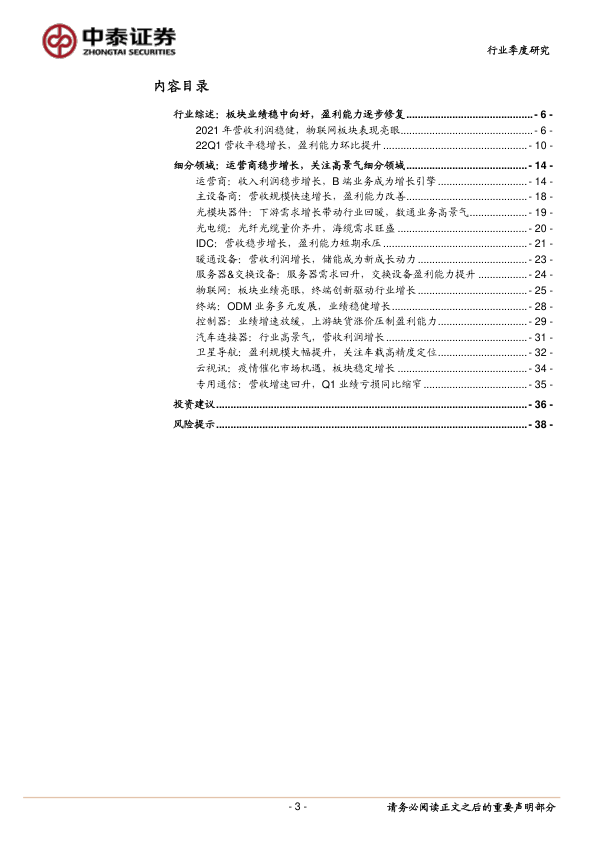 中泰证券
ZHONGTAI SECURITIES
行业季度研究
内容目录
行业综述：板块业绩稳中向好，盈利能力逐步修复............................................- 6 -
2021 年营收利润稳健，物联网板块表现亮眼..............................................- 6 -
22Q1 营收平稳增长，盈利能力环比提升..................................................- 10 -
细分领域：运营商稳步增长，关注高景气细分领域..........................................- 14 -
运营商：收入利润稳步增长，B 端业务成为增长引擎................................- 14 -
主设备商：营收规模快速增长，盈利能力改善..........................................- 18 -
光模块器件：下游需求增长带动行业回暖，数通业务高景气....................- 19 -
光电缆：光纤光缆量价齐升，海缆需求旺盛..............................................- 20 -
IDC：营收稳步增长，盈利能力短期承压..................................................- 21 -
暖通设备：营收利润增长，储能成为新成长动力......................................- 23 -
服务器&交换设备：服务器需求回升，交换设备盈利能力提升.................- 24 -
物联网：板块业绩亮眼，终端创新驱动行业增长......................................- 25 -
终端：ODM 业务多元发展，业绩稳健增长...............................................- 28 -
控制器：业绩增速放缓，上游缺货涨价压制盈利能力...............................- 29 -
汽车连接器：行业高景气，营收利润增长.................................................- 31 -
卫星导航：盈利规模大幅提升，关注车载高精度定位...............................- 32 -
云视讯：疫情催化市场机遇，板块稳定增长..............................................- 34 -
专用通信：营收增速回升，Q1 业绩亏损同比缩窄....................................- 35 -
投资建议............................................................................................................- 36 -
风险提示............................................................................................................- 38 -
- 3 -
请务必阅读正文之后的重要声明部分